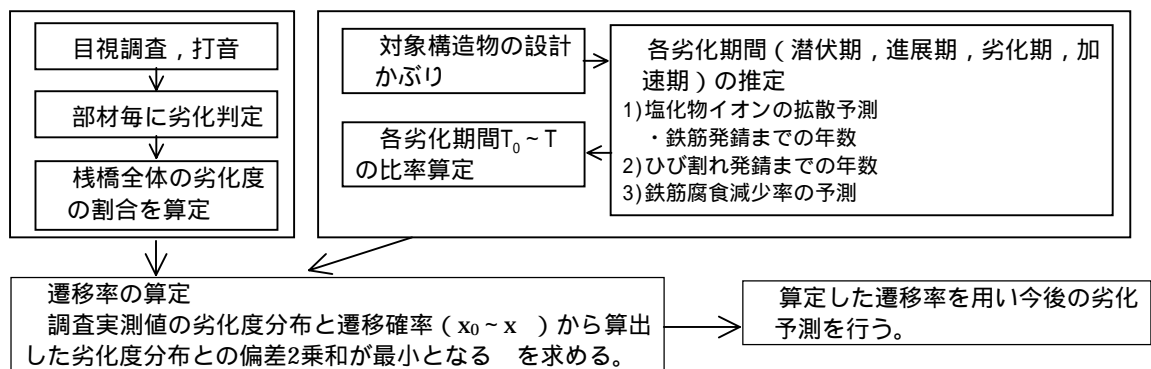 目視調査，打音
部材毎に劣化判定
桟橋全体の劣化度
の割合を算定
対象構造物の設計
かぶり
各劣化期間（潜伏期，進展期，劣化期，加
速期）の推定
1)塩化物イオンの拡散予測
・鉄筋発錆までの年数
2)ひび割れ発錆までの年数
3)鉄筋腐食減少率の予測
各劣化期間T₀～T
の比率算定
遷移率の算定
調査実測値の劣化度分布と遷移確率（x₀～x　）から算出
した劣化度分布との偏差2乗和が最小となる　を求める。
算定した遷移率を用い今後の劣化
予測を行う。